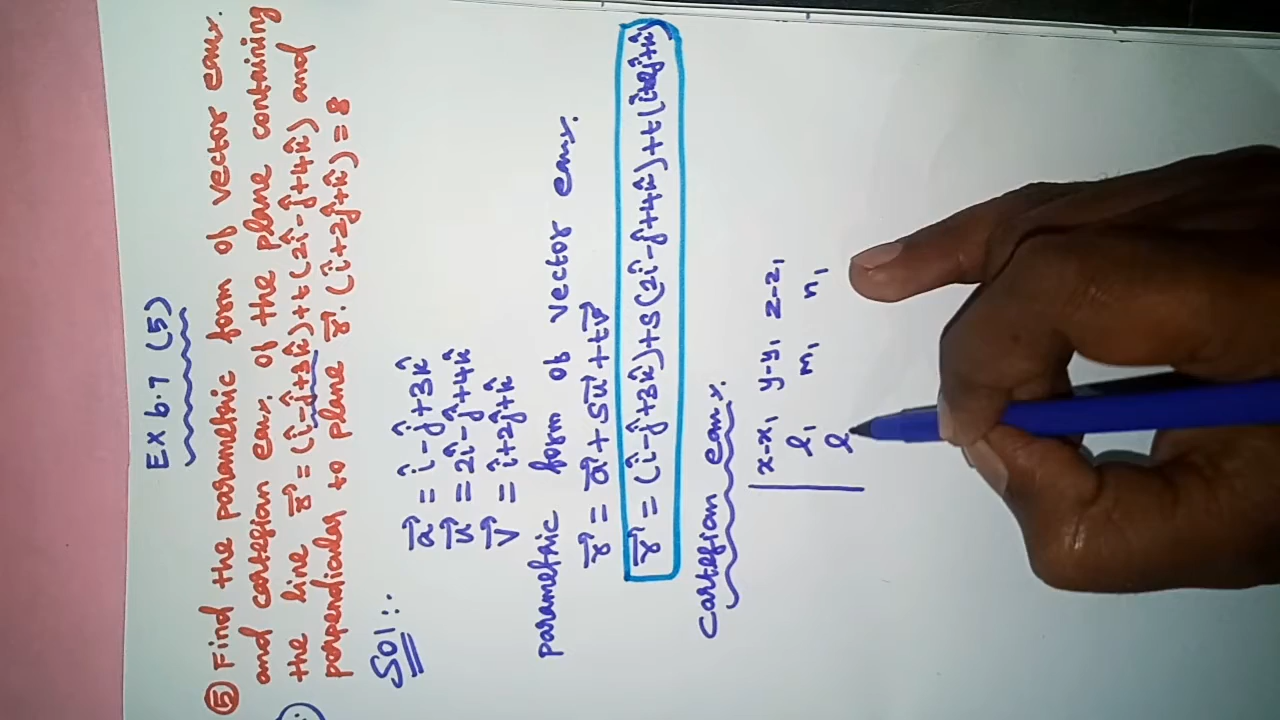 Ex 6.7 (5)
⑤ Find the parametric form of vector eqn.
and cartesian eqn. of the plane containing
the line r⃗ = (î-ĵ+3k̂)+t(2î-ĵ+4k̂) and
perpendicular to plane r⃗.(î+2ĵ+k̂)=8
Sol:-
a⃗ = î-ĵ+3k̂
u⃗ = 2î-ĵ+4k̂
v⃗ = î+2ĵ+k̂
parametric form of vector eqn.
r⃗ = a⃗ + su⃗ + tv⃗
r⃗ = (î-ĵ+3k̂)+s(2î-ĵ+4k̂)+t(î+2ĵ+k̂)
Cartesian eqn.
| x-x₁ y-y₁ z-z₁
l₁ m₁ n₁
l